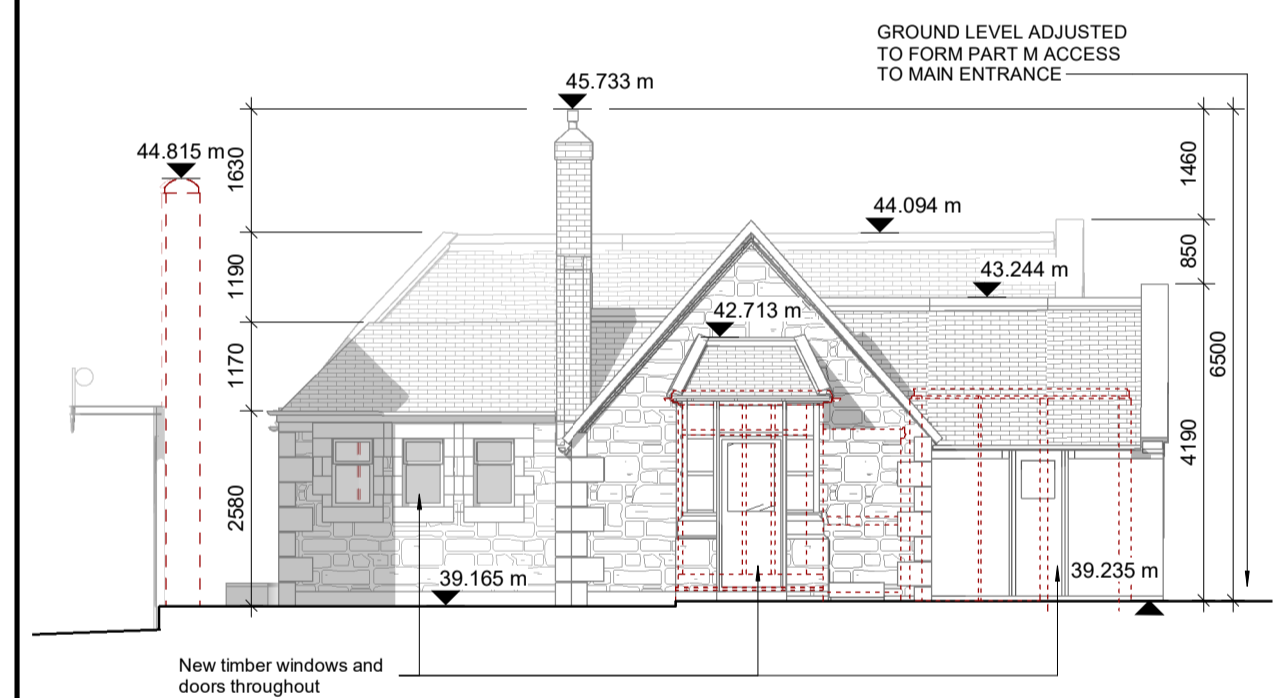 GROUND LEVEL ADJUSTED
TO FORM PART M ACCESS
TO MAIN ENTRANCE
45.733 m
44.815 m
1630
1460
44.094 m
1190
850
43.244 m
42.713 m
1170
6500
4190
2580
39.165 m
39.235 m
New timber windows and
doors throughout